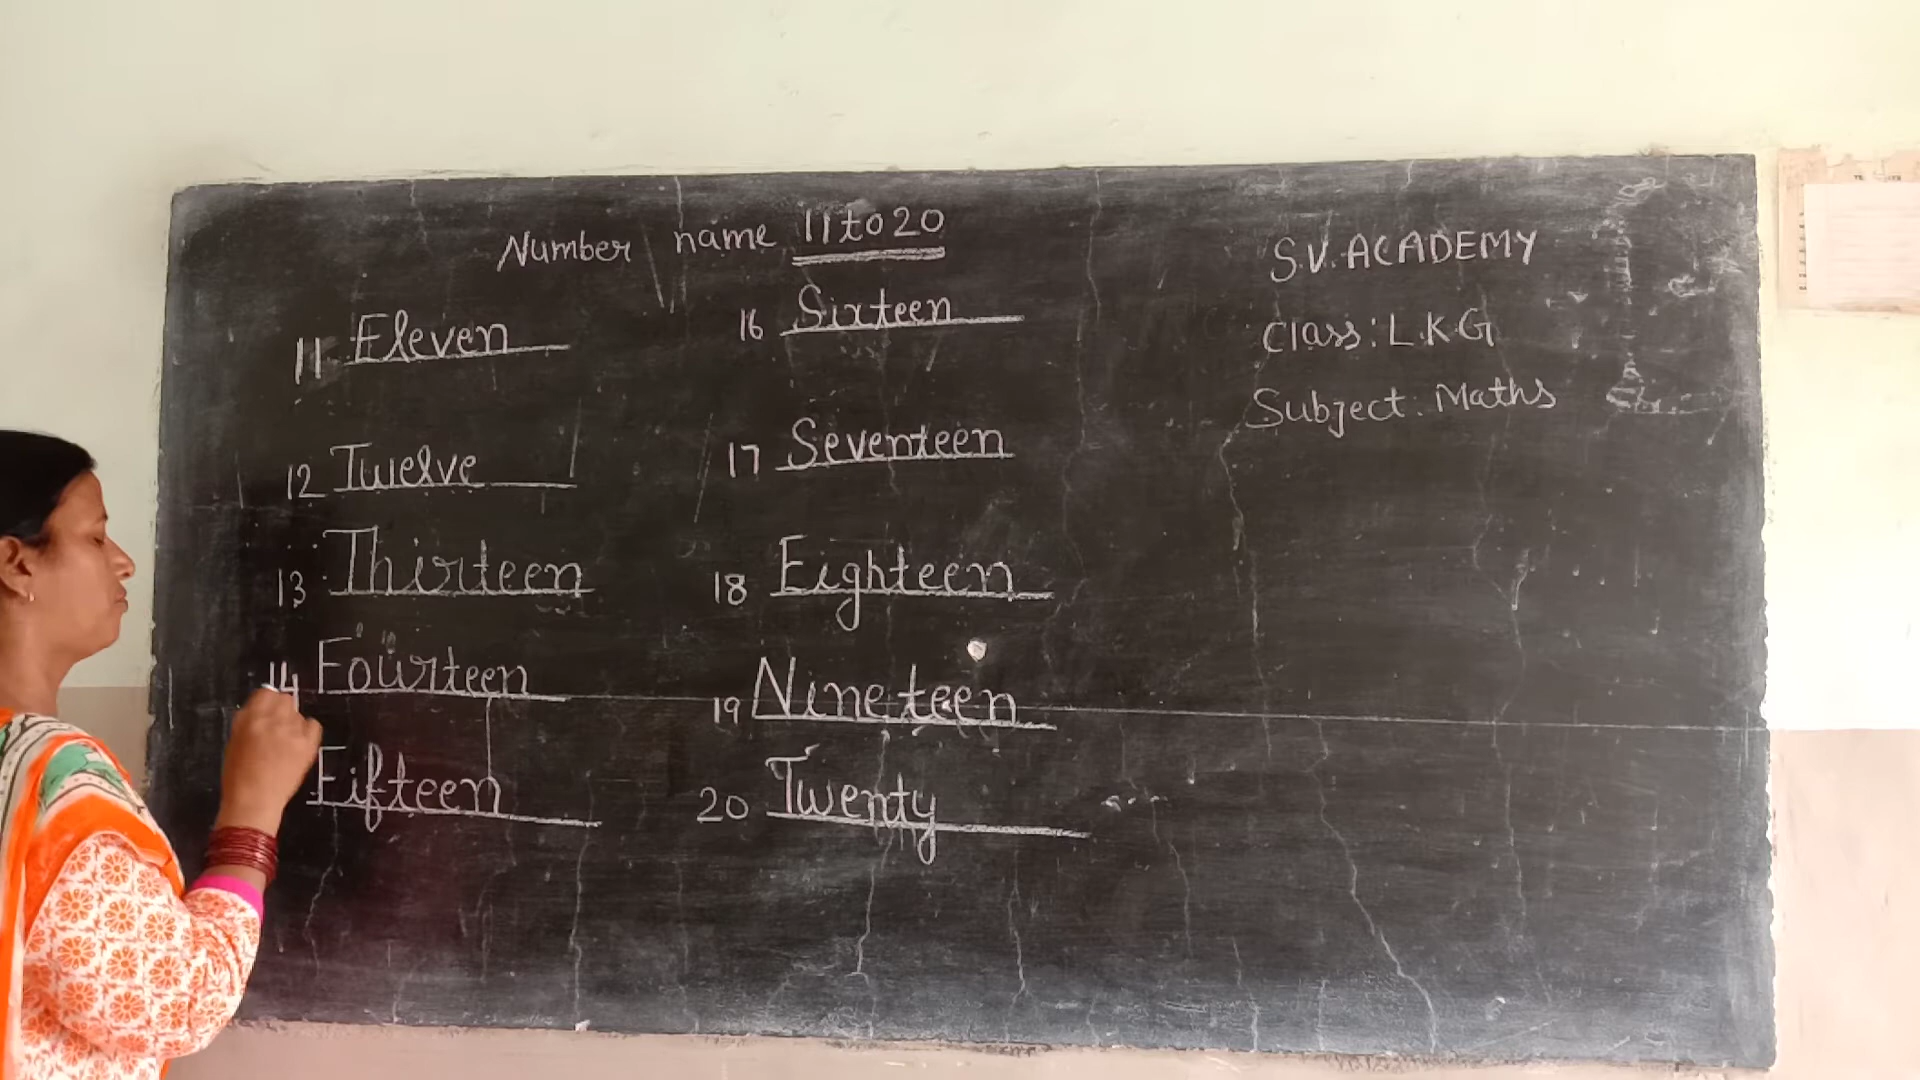 Number name 11 to 20
11 Eleven
12 Twelve
13 Thirteen
14 Fourteen
Fifteen
16 Sixteen
17 Seventeen
18 Eighteen
19 Nineteen
20 Twenty
S.V. ACADEMY
Class: L.K.G
Subject: Maths